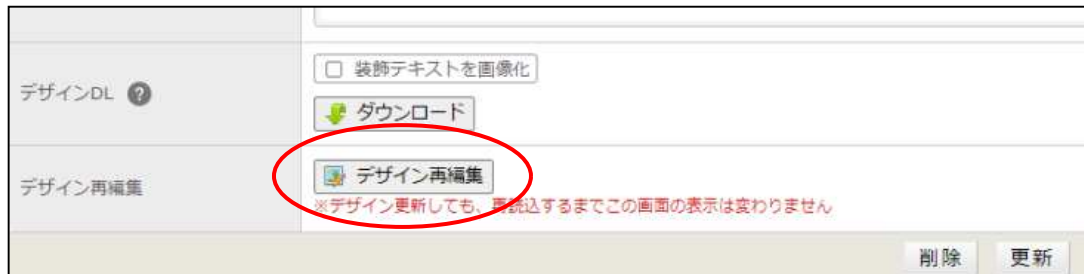 デザインDL ?
装飾テキストを画像化
ダウンロード
デザイン再編集
デザイン再編集
※デザイン更新しても、再読込するまでこの画面の表示は変わりません
削除 更新